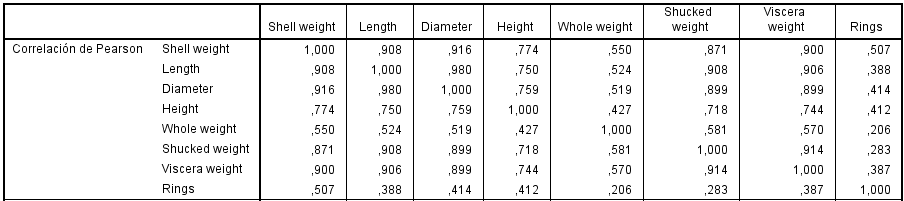 Shell weight Length Diameter Height Whole weight Shucked weight Viscera weight Rings
Correlación de Pearson Shell weight 1,000 ,908 ,916 ,774 ,550 ,871 ,900 ,507
Length ,908 1,000 ,980 ,750 ,524 ,908 ,906 ,388
Diameter ,916 ,980 1,000 ,759 ,519 ,899 ,899 ,414
Height ,774 ,750 ,759 1,000 ,427 ,718 ,744 ,412
Whole weight ,550 ,524 ,519 ,427 1,000 ,581 ,570 ,206
Shucked weight ,871 ,908 ,899 ,718 ,581 1,000 ,914 ,283
Viscera weight ,900 ,906 ,899 ,744 ,570 ,914 1,000 ,387
Rings ,507 ,388 ,414 ,412 ,206 ,283 ,387 1,000